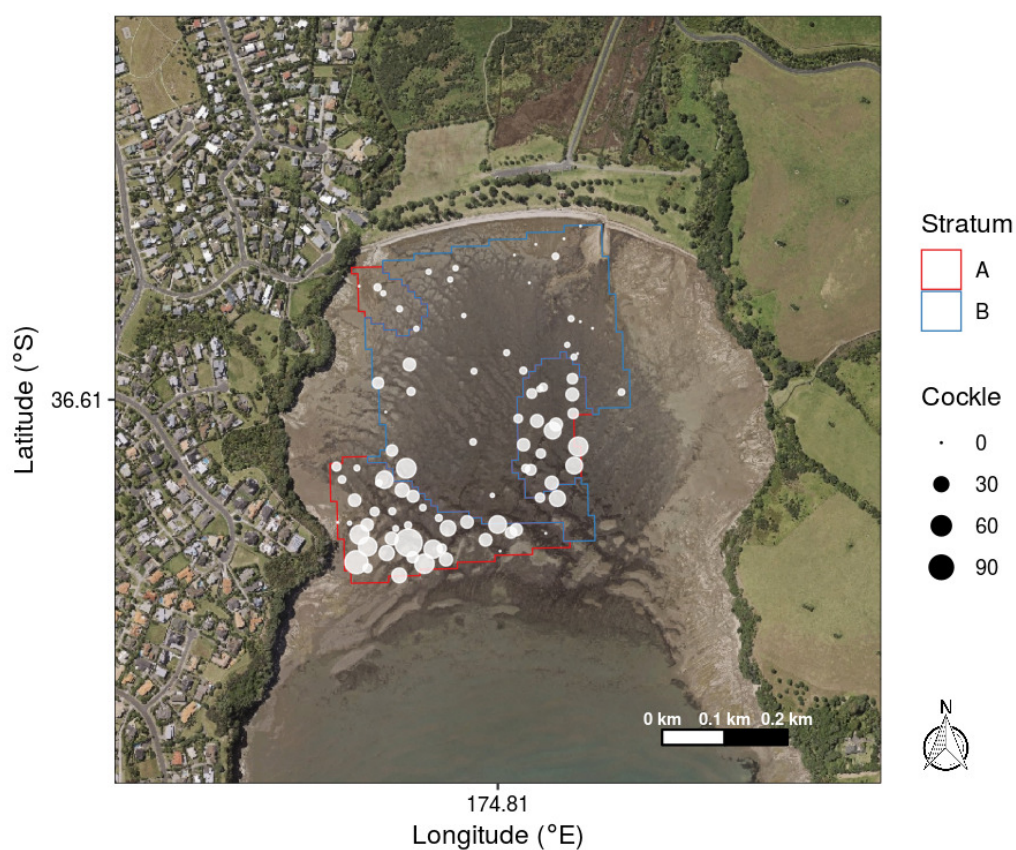 Stratum
A
B
Cockle
0
30
60
90
Latitude (°S)
36.61
0 km 0.1 km 0.2 km
N
174.81
Longitude (°E)